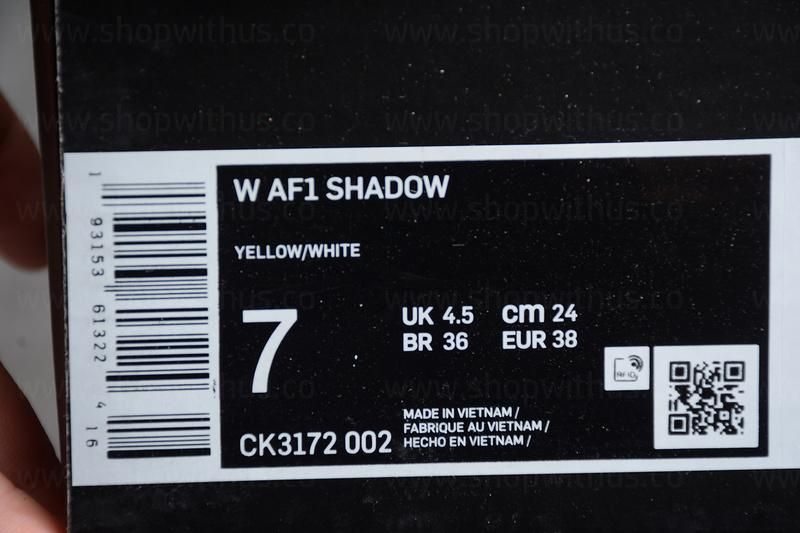 www.shopwithus.co
W AF1 SHADOW
YELLOW/WHITE
7
UK 4.5 cm 24
BR 36 EUR 38
RFID
MADE IN VIETNAM /
FABRIQUE AU VIETNAM /
HECHO EN VIETNAM /
CK3172 002
1 93153 61322 4 16